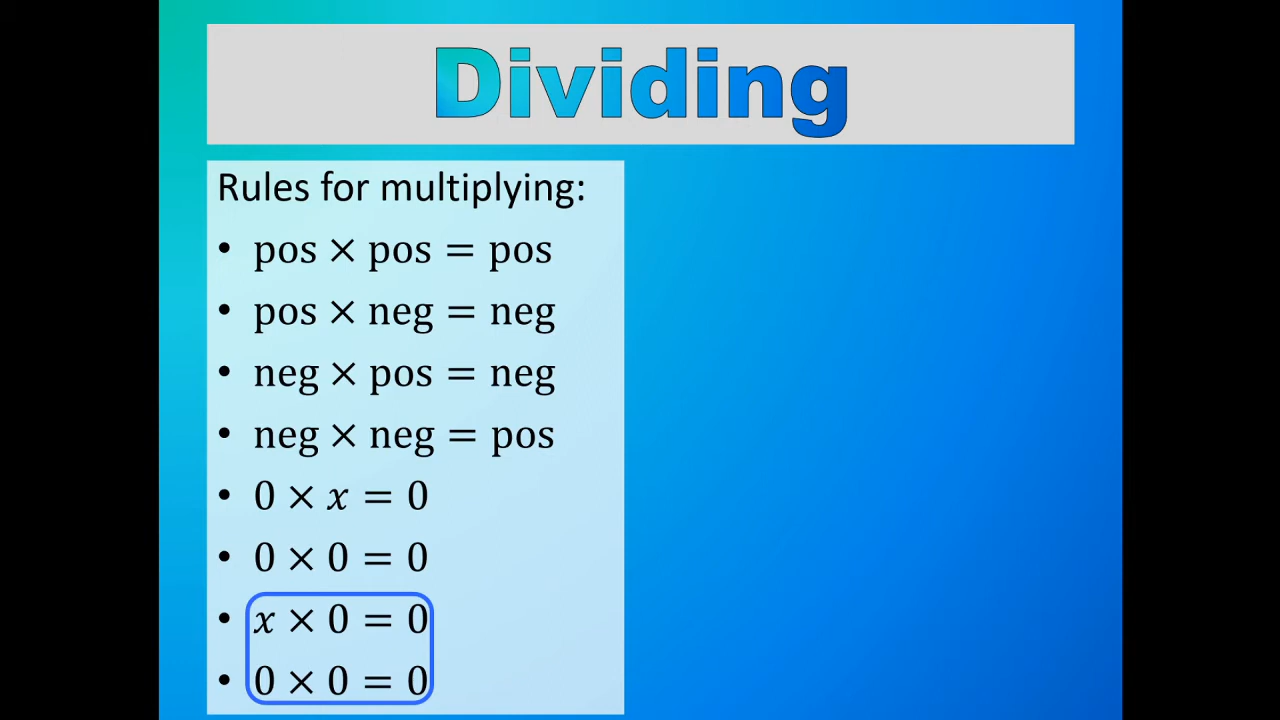 Dividing
Rules for multiplying:
• pos × pos = pos
• pos × neg = neg
• neg × pos = neg
• neg × neg = pos
• 0 × x = 0
• 0 × 0 = 0
• x × 0 = 0
• 0 × 0 = 0